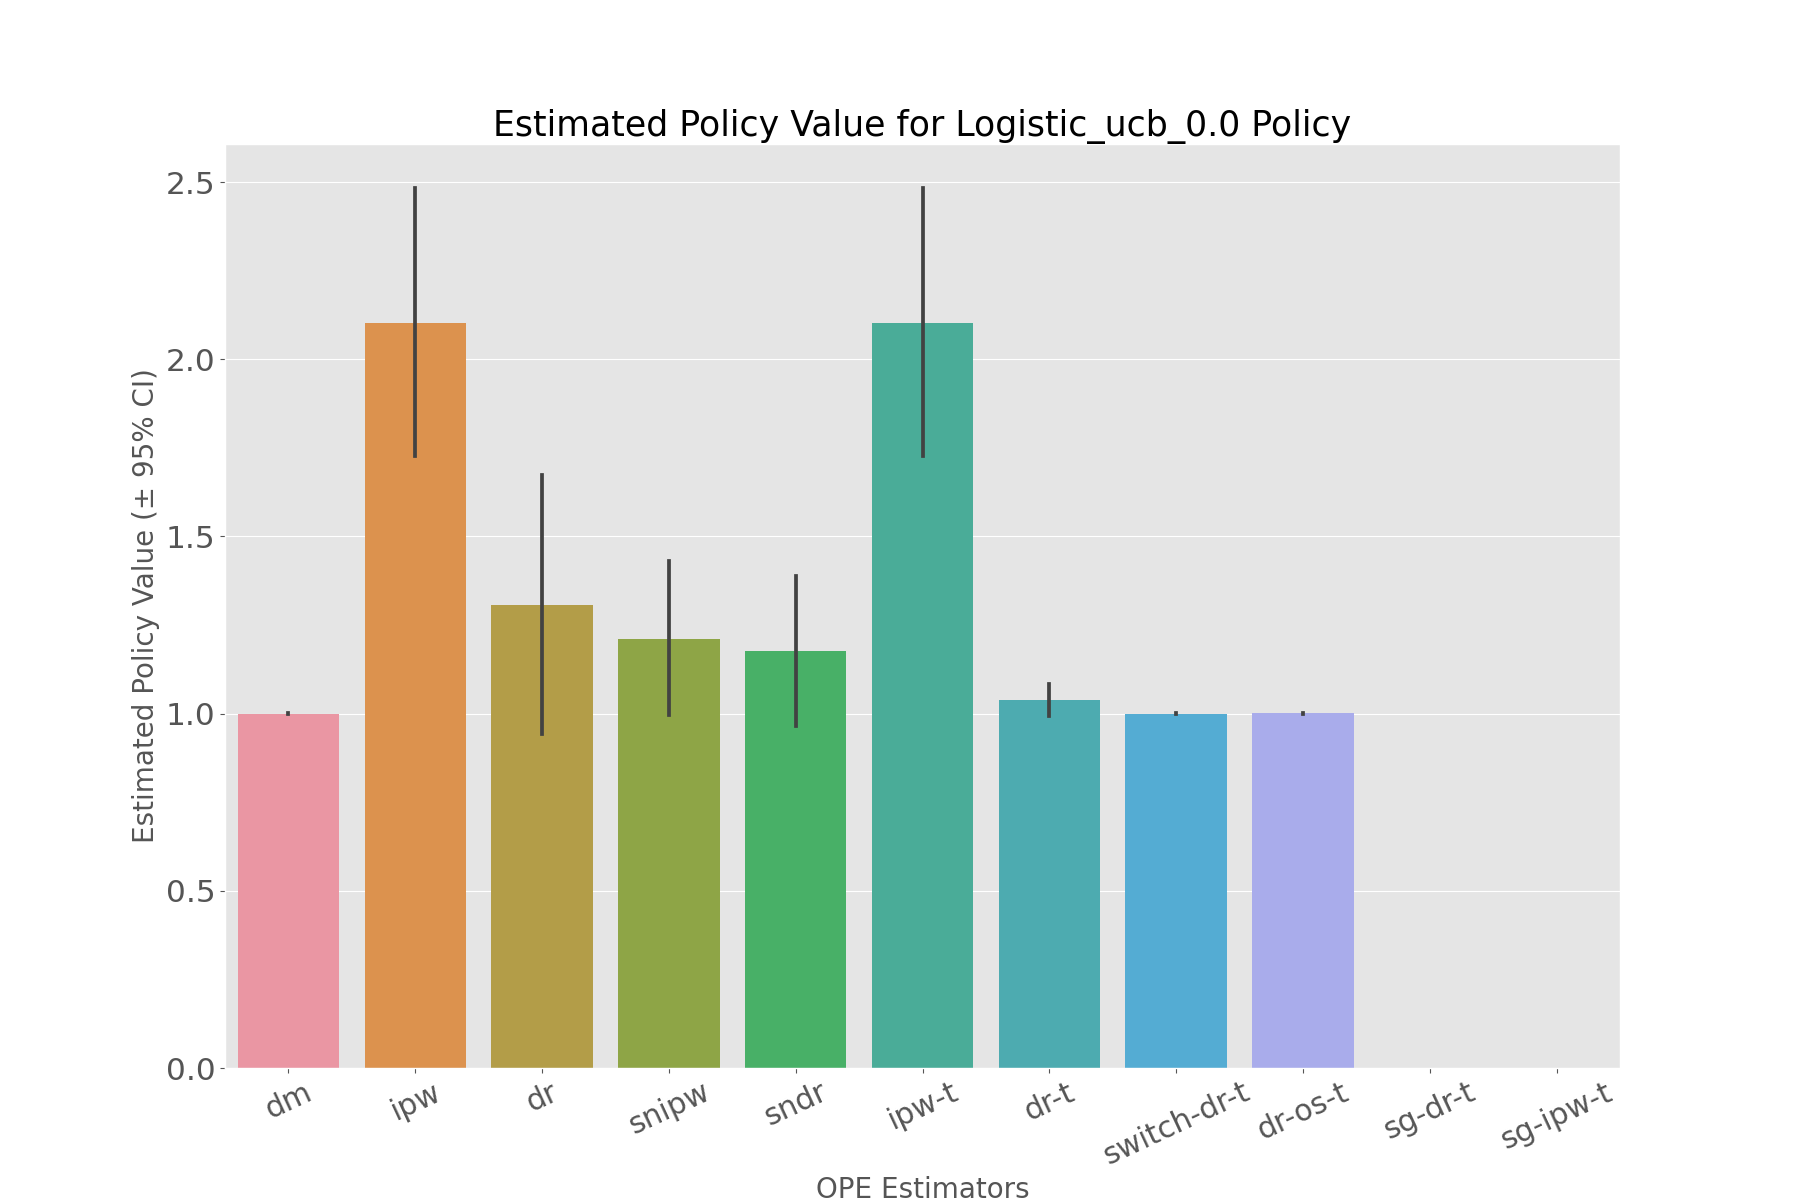 Estimated Policy Value for Logistic_ucb_0.0 Policy
Estimated Policy Value (± 95% CI)
2.5
2.0
1.5
1.0
0.5
0.0
dm
ipw
dr
snipw
sndr
ipw-t
dr-t
switch-dr-t
dr-os-t
sg-dr-t
sg-ipw-t
OPE Estimators